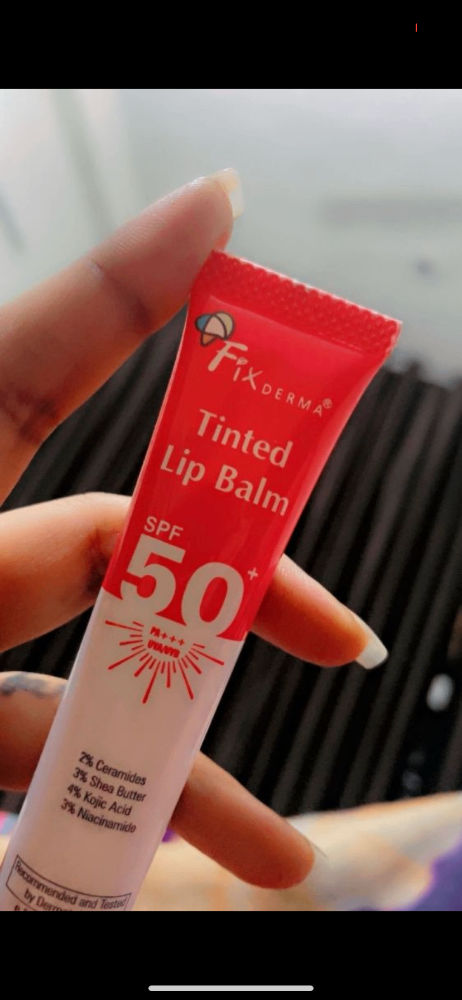 FixDERMA®
Tinted
Lip Balm
SPF
50+
PA+++
UVA/UVB
2% Ceramides
3% Shea Butter
4% Kojic Acid
3% Niacinamide
Recommended and Tested